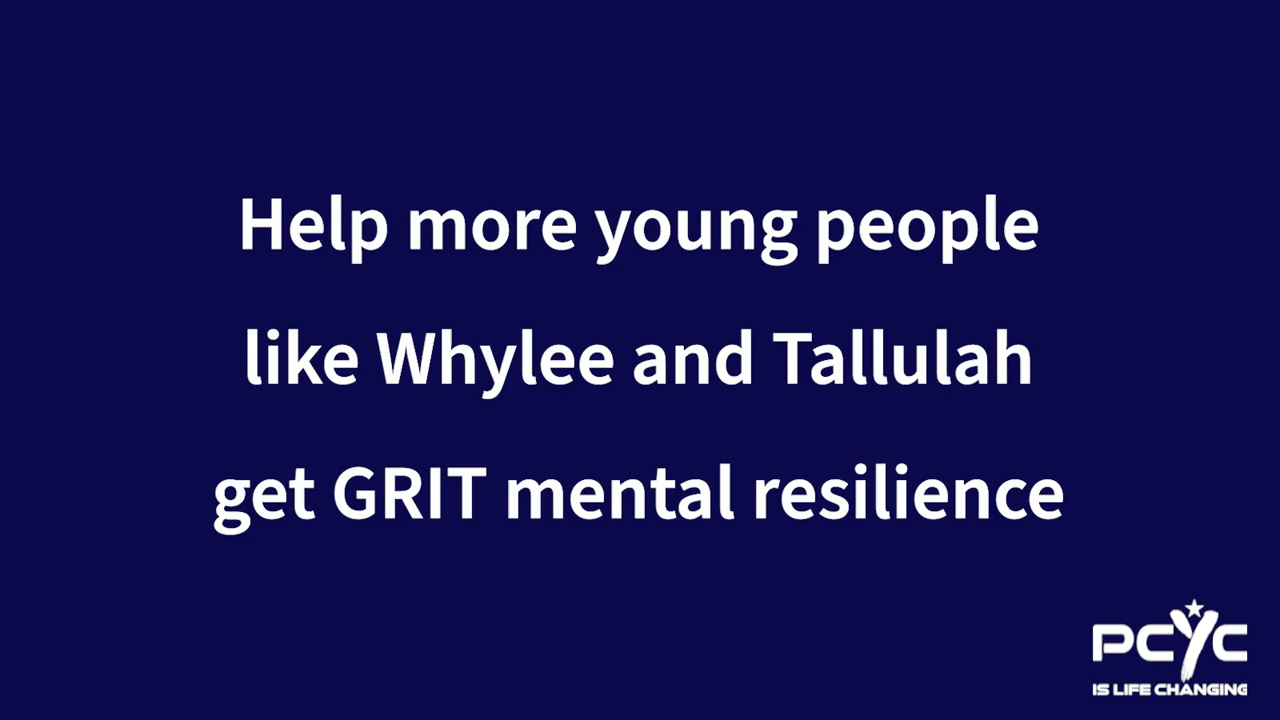 Help more young people
like Whylee and Tallulah
get GRIT mental resilience
PCYC
IS LIFE CHANGING